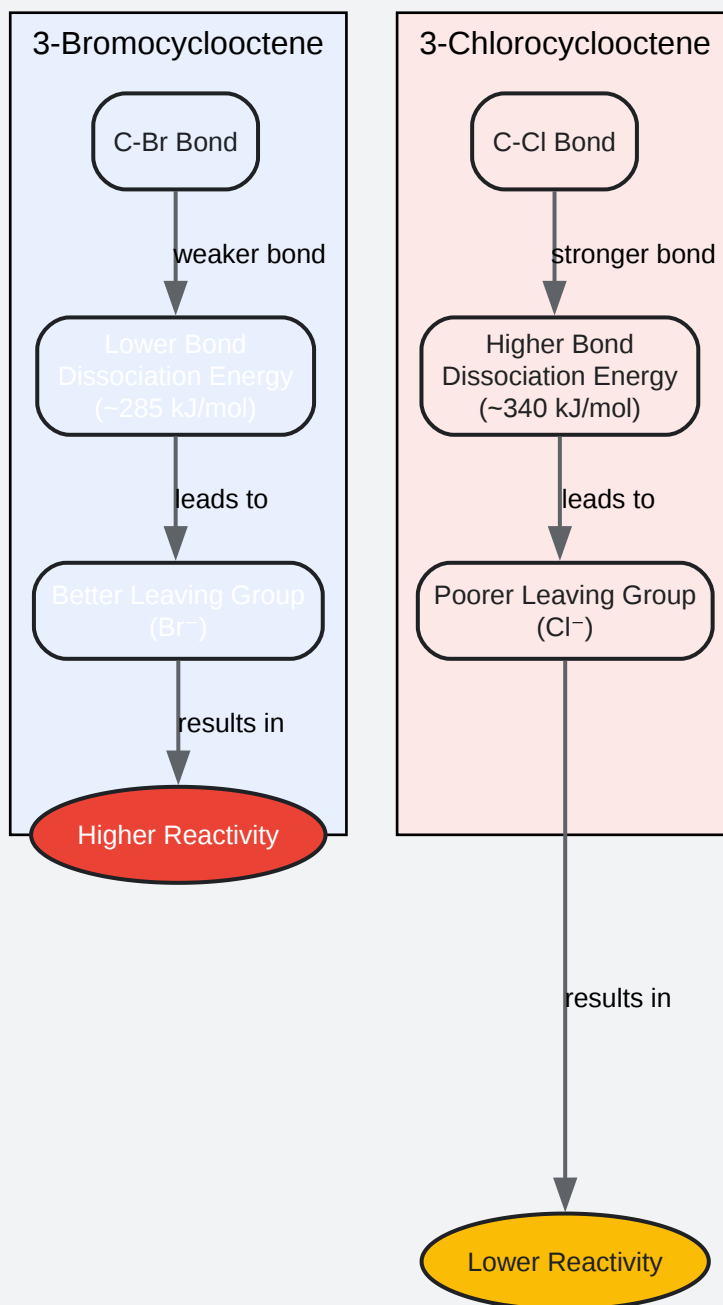 3-Bromocyclooctene
C-Br Bond
weaker bond
Lower Bond
Dissociation Energy
(~285 kJ/mol)
leads to
Better Leaving Group
(Br⁻)
results in
Higher Reactivity
3-Chlorocyclooctene
C-Cl Bond
stronger bond
Higher Bond
Dissociation Energy
(~340 kJ/mol)
leads to
Poorer Leaving Group
(Cl⁻)
results in
Lower Reactivity